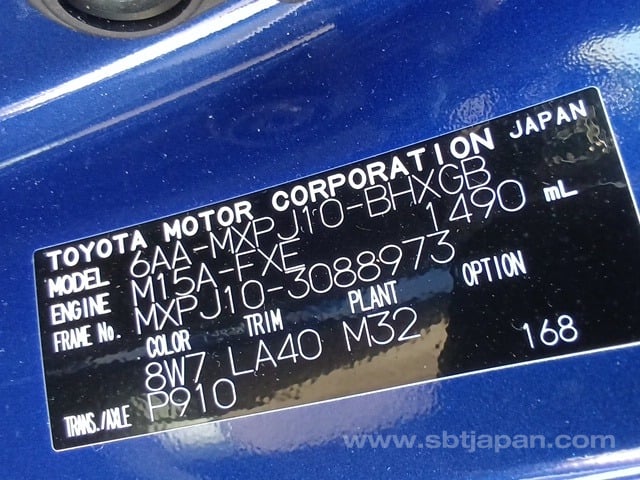 TOYOTA MOTOR CORPORATION JAPAN
MODEL 6AA-MXPJ10-BHXGB
ENGINE M15A-FXE 1490 mL
FRAME No. MXPJ10-3088973
COLOR TRIM PLANT OPTION
8W7 LA40 M32 168
TRANS./AXLE P910
www.sbtjapan.com